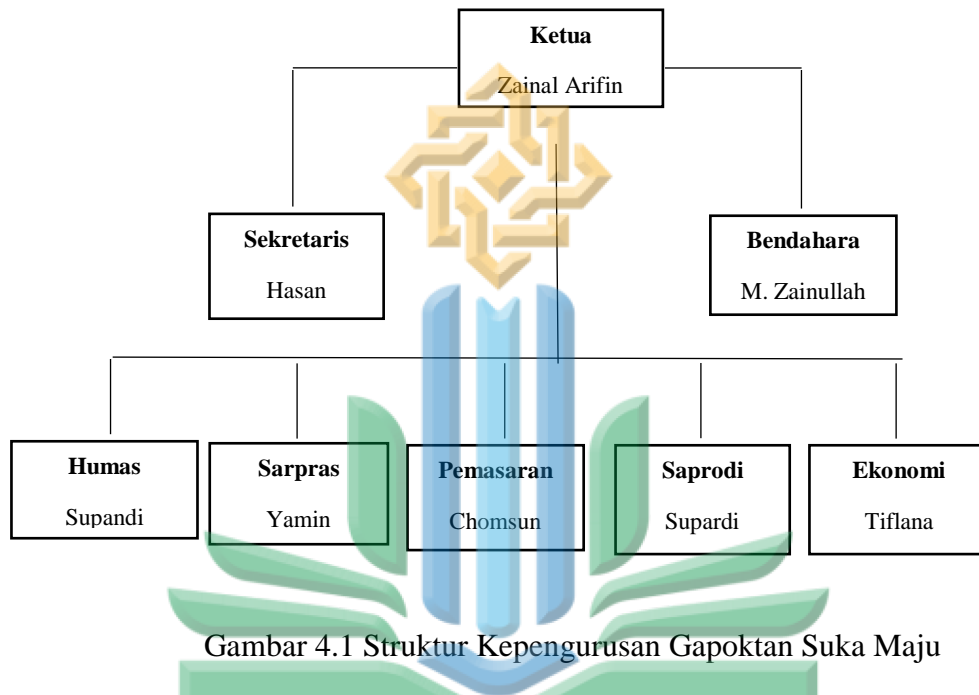 Ketua
Zainal Arifin
Sekretaris
Hasan
Bendahara
M. Zainullah
Humas
Supandi
Sarpras
Yamin
Pemasaran
Chomsun
Saprodi
Supardi
Ekonomi
Tiflana
Gambar 4.1 Struktur Kepengurusan Gapoktan Suka Maju